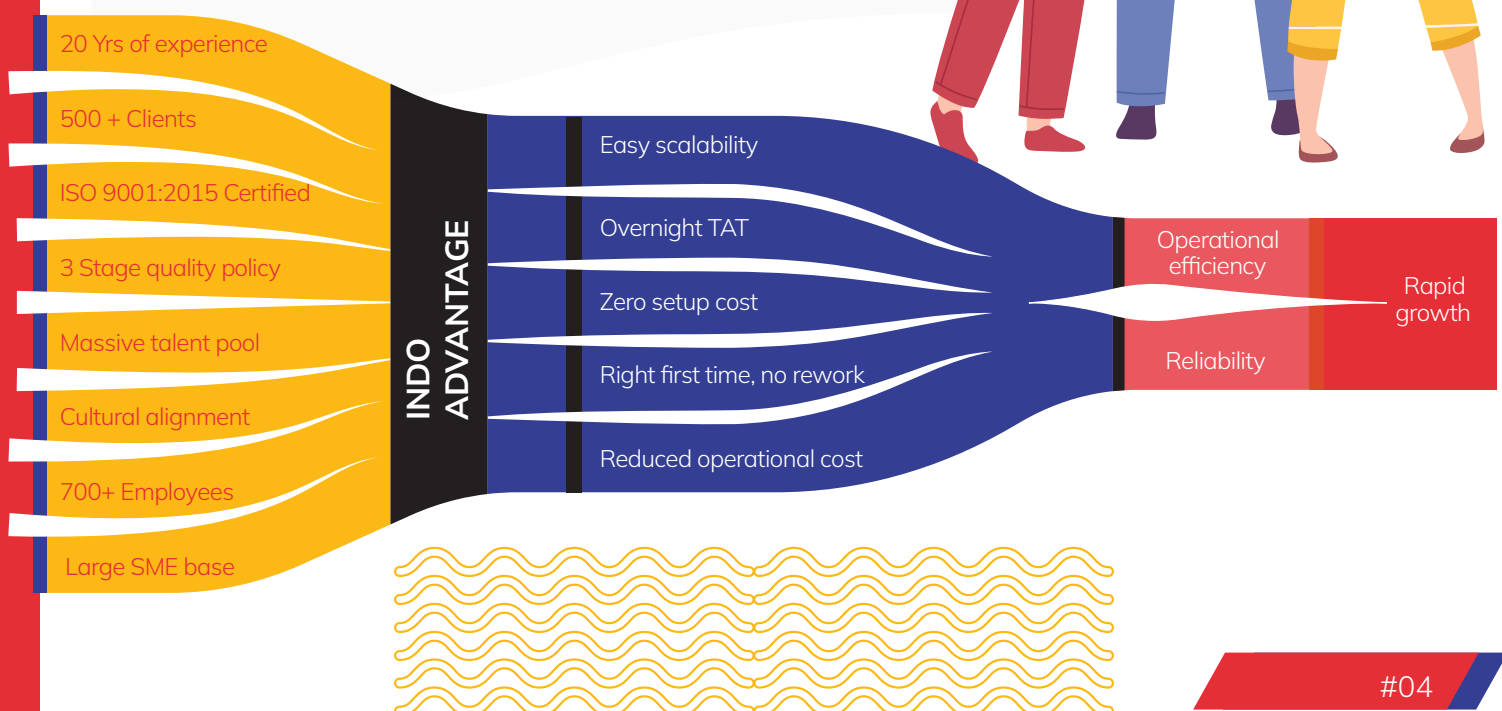 20 Yrs of experience
500 + Clients
ISO 9001:2015 Certified
3 Stage quality policy
Massive talent pool
Cultural alignment
700+ Employees
Large SME base
INDO
ADVANTAGE
Easy scalability
Overnight TAT
Zero setup cost
Right first time, no rework
Reduced operational cost
Operational
efficiency
Reliability
Rapid
growth
#04